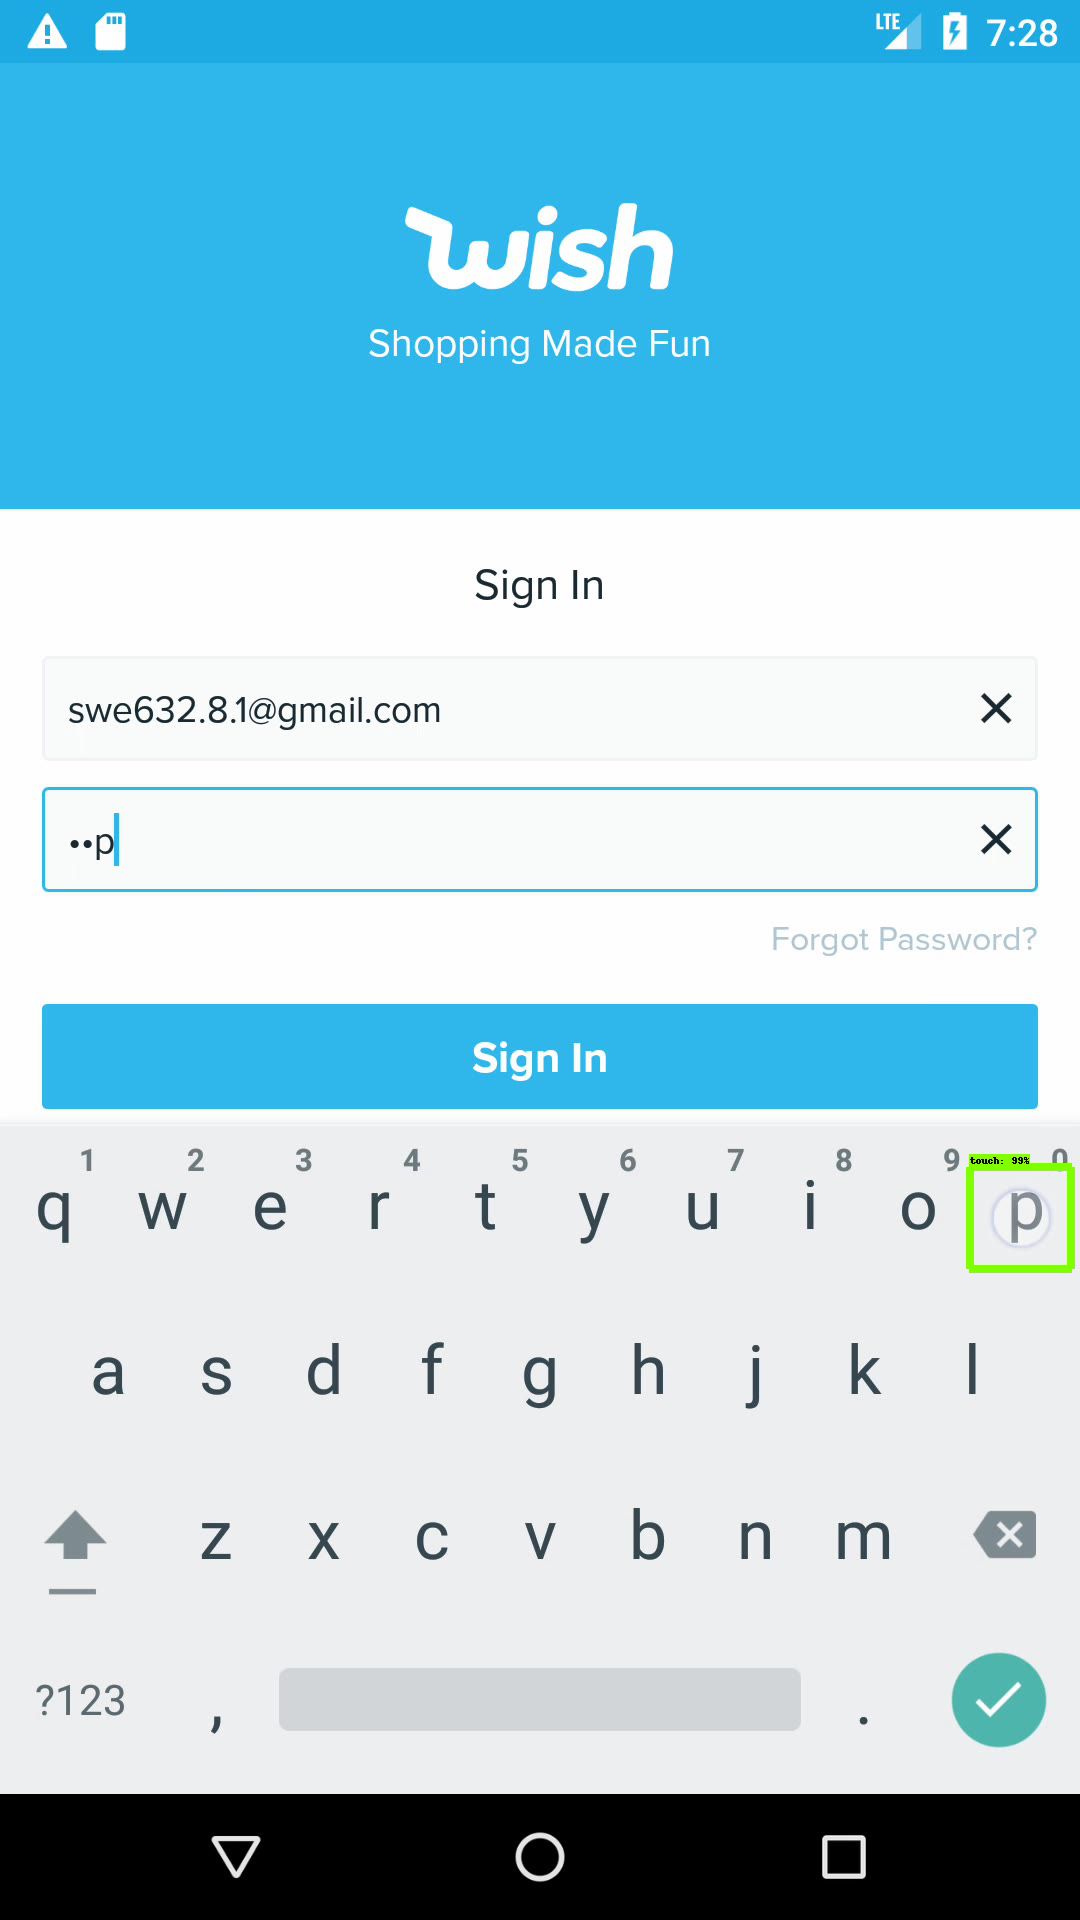 LTE 7:28
wish
Shopping Made Fun
Sign In
swe632.8.1@gmail.com
••p
Forgot Password?
Sign In
1 2 3 4 5 6 7 8 9 0
touch: 99%
q w e r t y u i o p
a s d f g h j k l
z x c v b n m
?123 , .